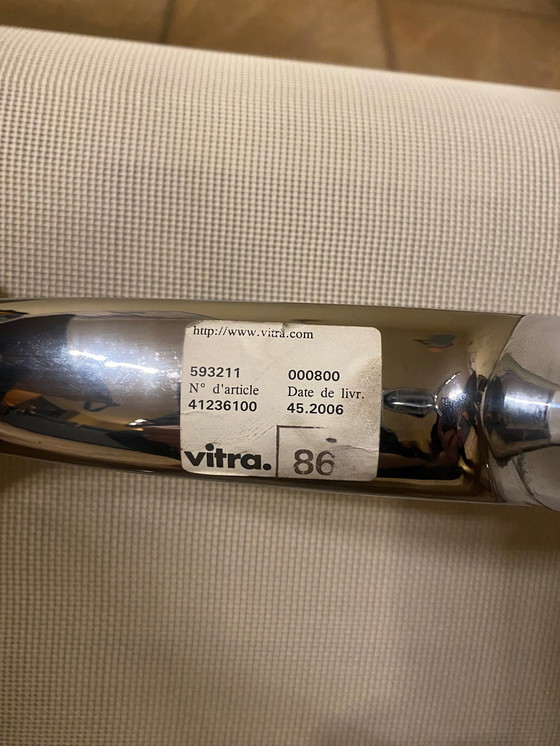 http://www.vitra.com
593211 000800
N° d'article Date de livr.
41236100 45.2006
vitra. 86